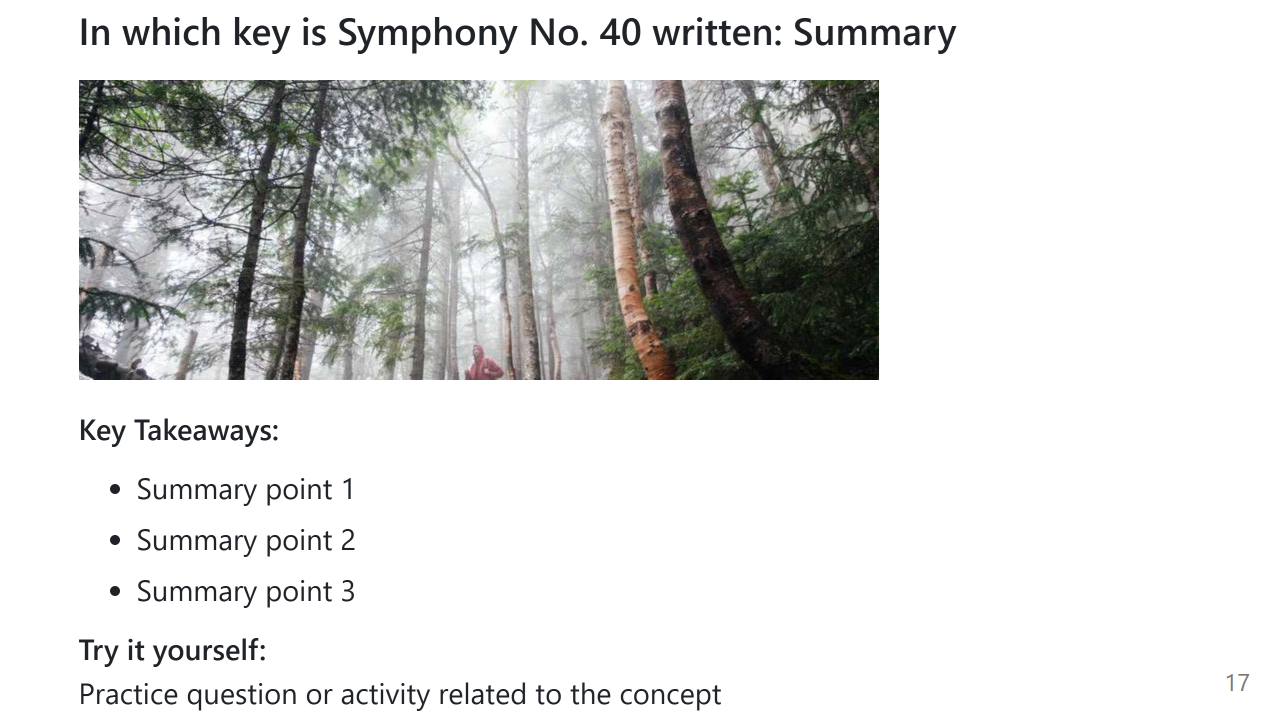 In which key is Symphony No. 40 written: Summary
Key Takeaways:
• Summary point 1
• Summary point 2
• Summary point 3
Try it yourself:
Practice question or activity related to the concept
17